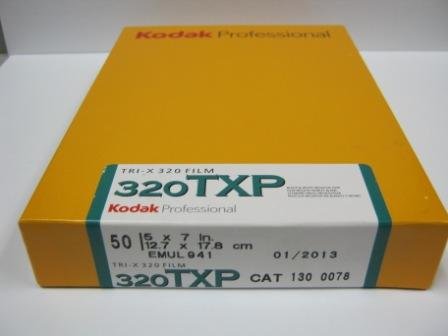 Kodak Professional
TRI-X 320 FILM
320TXP
Kodak Professional
50 5 x 7 in.
12.7 x 17.8 cm
EMUL 941 01/2013
TRI-X 320 FILM
320TXP CAT 130 0078